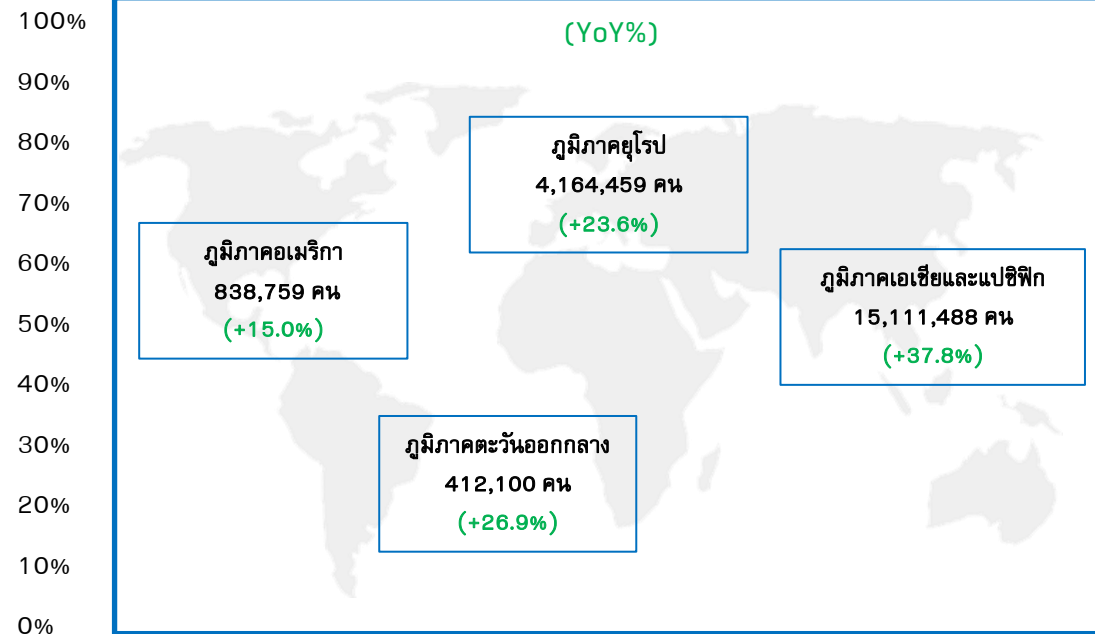 100%
90%
80%
70%
60%
50%
40%
30%
20%
10%
0%
(YoY%)
ภูมิภาคยุโรป
4,164,459 คน
(+23.6%)
ภูมิภาคอเมริกา
838,759 คน
(+15.0%)
ภูมิภาคเอเชียและแปซิฟิก
15,111,488 คน
(+37.8%)
ภูมิภาคตะวันออกกลาง
412,100 คน
(+26.9%)